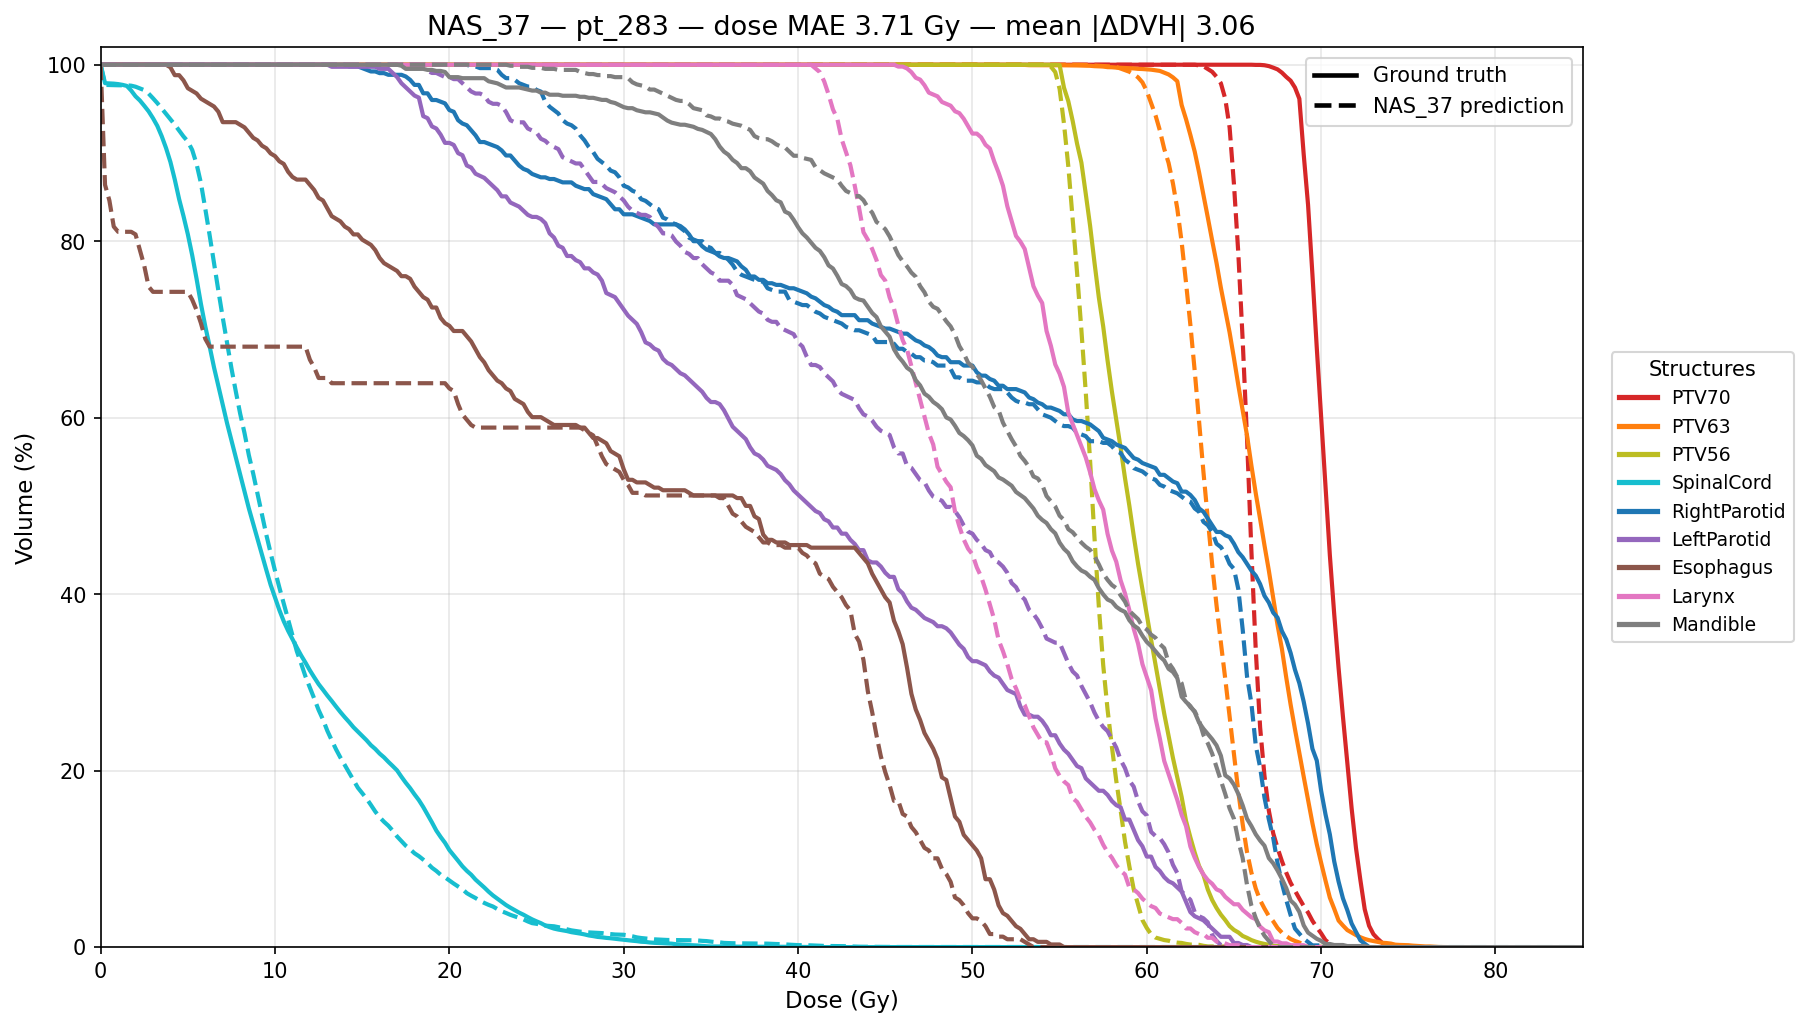 NAS_37 — pt_283 — dose MAE 3.71 Gy — mean |ΔDVH| 3.06
Ground truth
NAS_37 prediction
Volume (%)
100
80
60
40
20
0
0 10 20 30 40 50 60 70 80
Dose (Gy)
Structures
PTV70
PTV63
PTV56
SpinalCord
RightParotid
LeftParotid
Esophagus
Larynx
Mandible